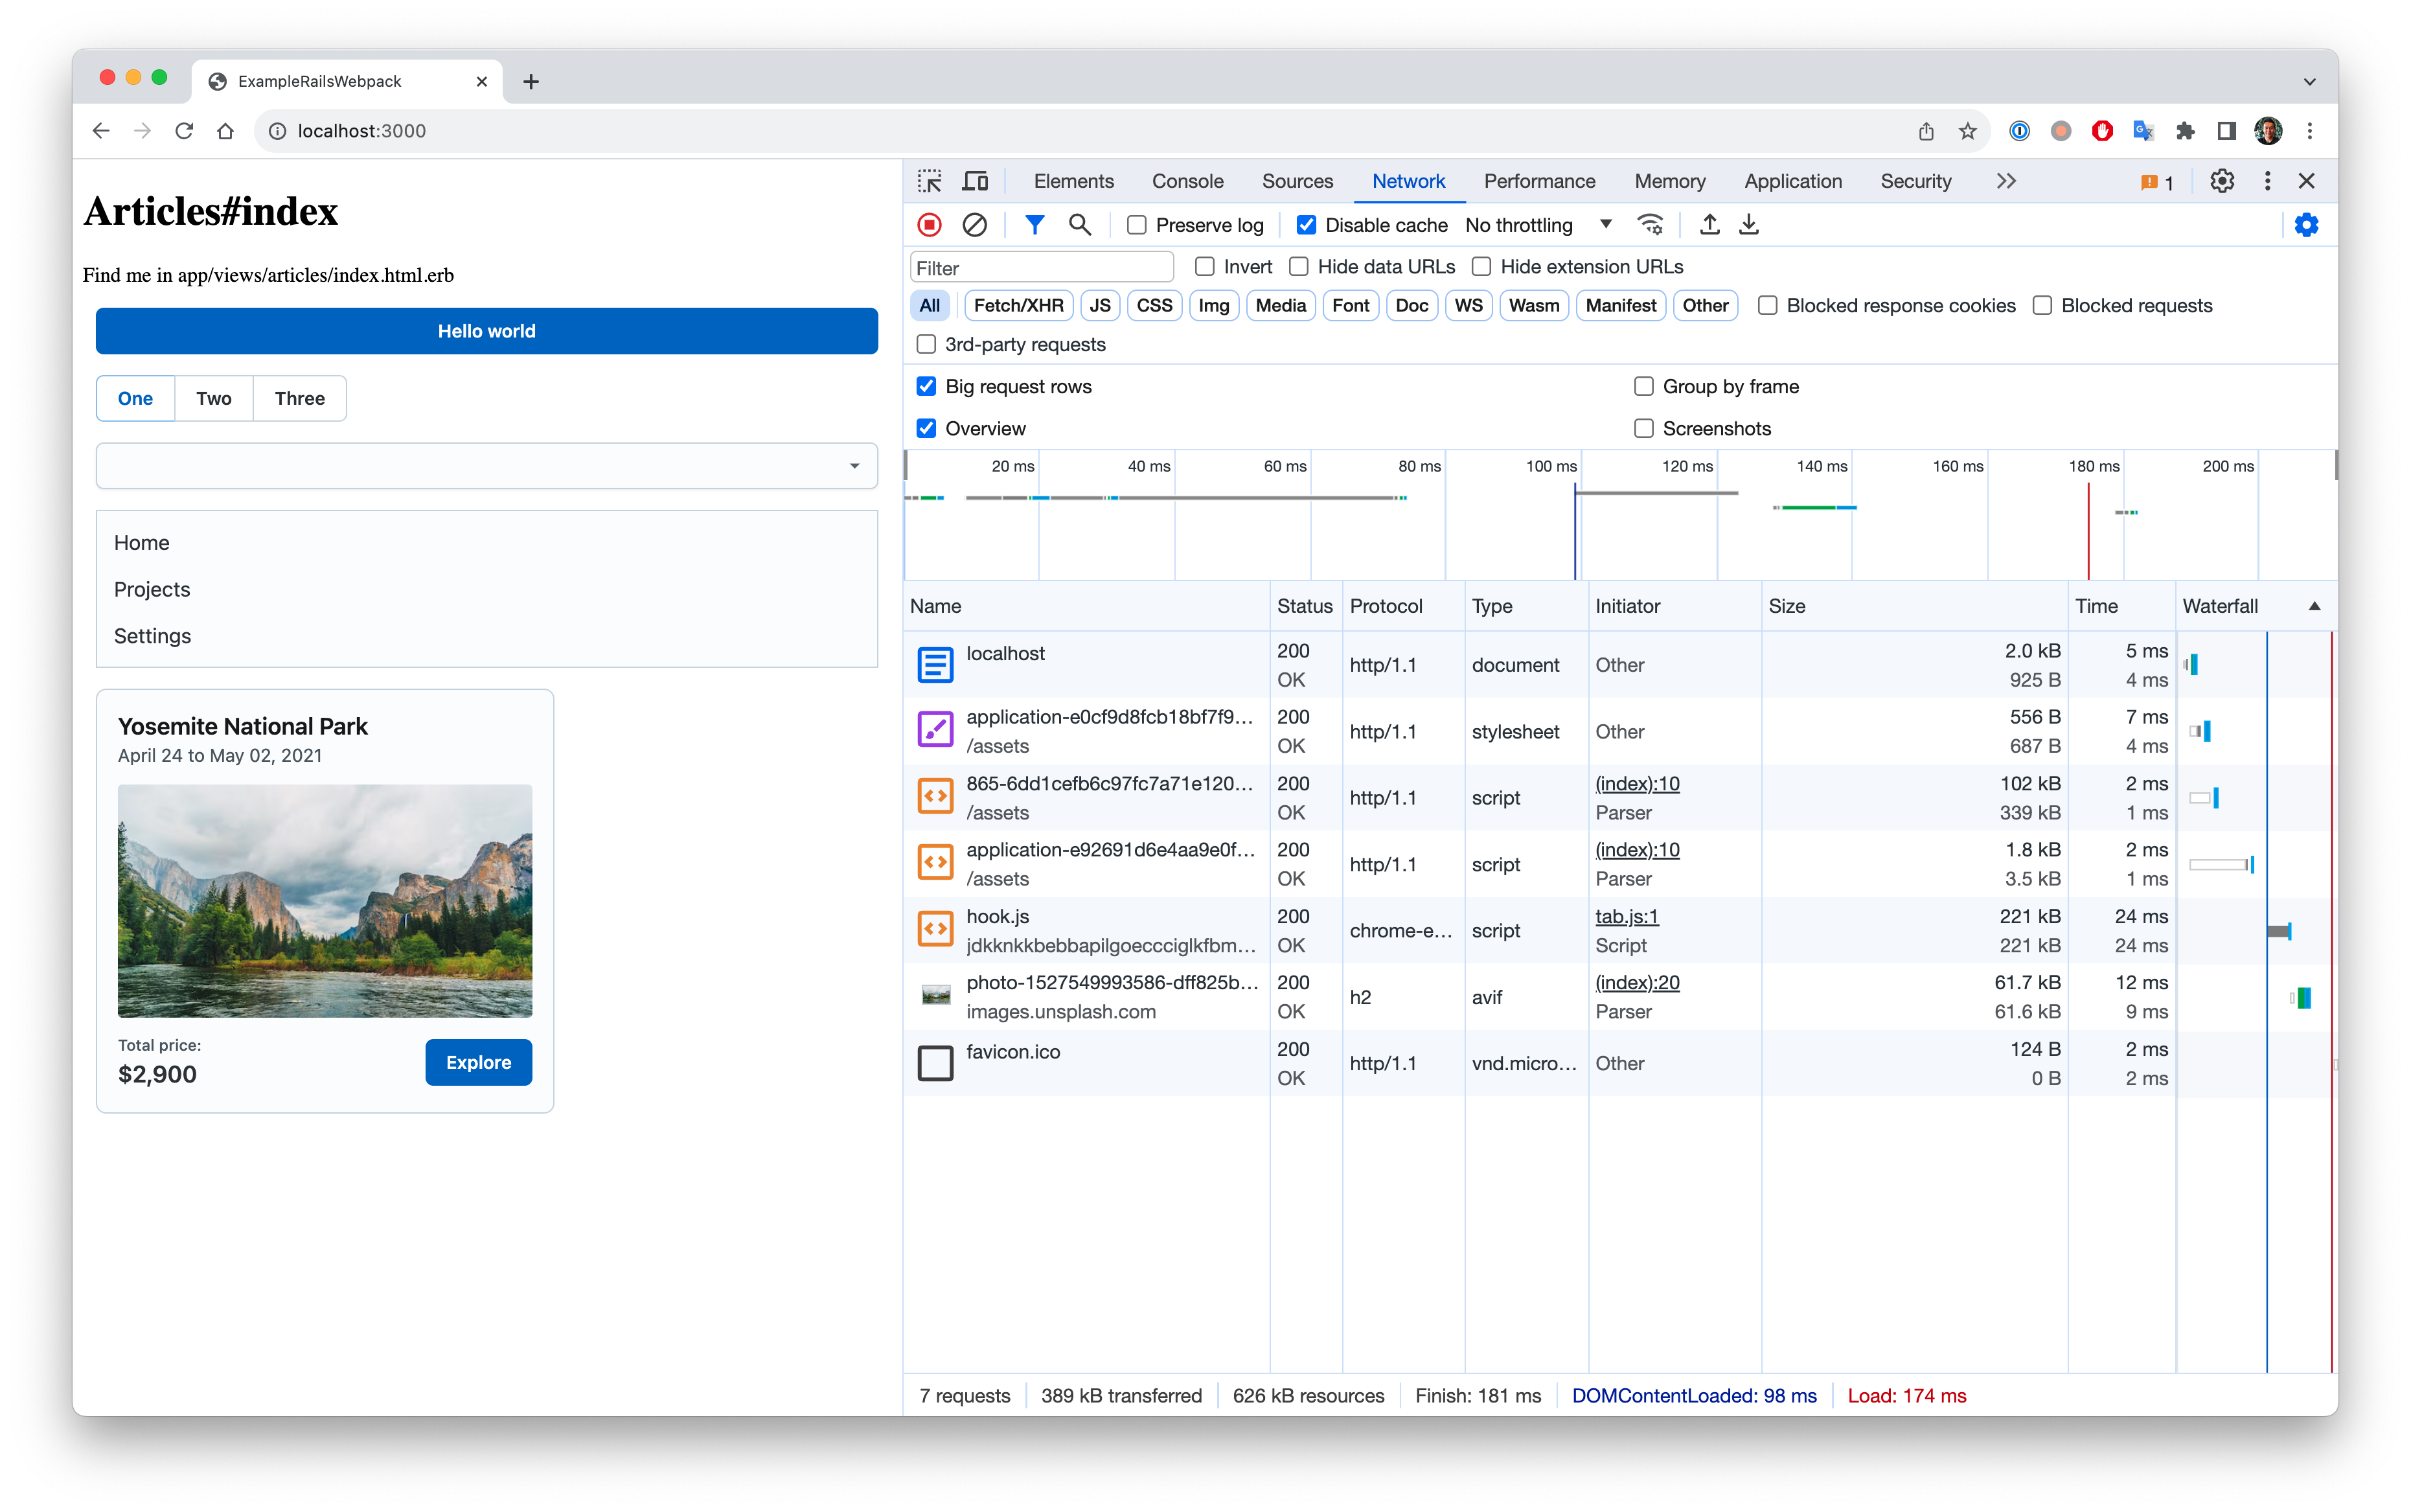 ExampleRailsWebpack
localhost:3000
Articles#index
Find me in app/views/articles/index.html.erb
Hello world
One Two Three
Home
Projects
Settings
Yosemite National Park
April 24 to May 02, 2021
Total price:
$2,900
Explore
Elements Console Sources Network Performance Memory Application Security 1
Preserve log Disable cache No throttling
Filter Invert Hide data URLs Hide extension URLs
All Fetch/XHR JS CSS Img Media Font Doc WS Wasm Manifest Other Blocked response cookies Blocked requests
3rd-party requests
Big request rows Group by frame
Overview Screenshots
20 ms 40 ms 60 ms 80 ms 100 ms 120 ms 140 ms 160 ms 180 ms 200 ms
Name Status Protocol Type Initiator Size Time Waterfall
localhost 200 OK http/1.1 document Other 2.0 kB 925 B 5 ms 4 ms
application-e0cf9d8fcb18bf7f9… /assets 200 OK http/1.1 stylesheet Other 556 B 687 B 7 ms 4 ms
865-6dd1cefb6c97fc7a71e120… /assets 200 OK http/1.1 script (index):10 Parser 102 kB 339 kB 2 ms 1 ms
application-e92691d6e4aa9e0f… /assets 200 OK http/1.1 script (index):10 Parser 1.8 kB 3.5 kB 2 ms 1 ms
hook.js jdkknkkbebbapilgoeccciglkfbm… 200 OK chrome-e… script tab.js:1 Script 221 kB 221 kB 24 ms 24 ms
photo-1527549993586-dff825b… images.unsplash.com 200 OK h2 avif (index):20 Parser 61.7 kB 61.6 kB 12 ms 9 ms
favicon.ico 200 OK http/1.1 vnd.micro… Other 124 B 0 B 2 ms 2 ms
7 requests 389 kB transferred 626 kB resources Finish: 181 ms DOMContentLoaded: 98 ms Load: 174 ms